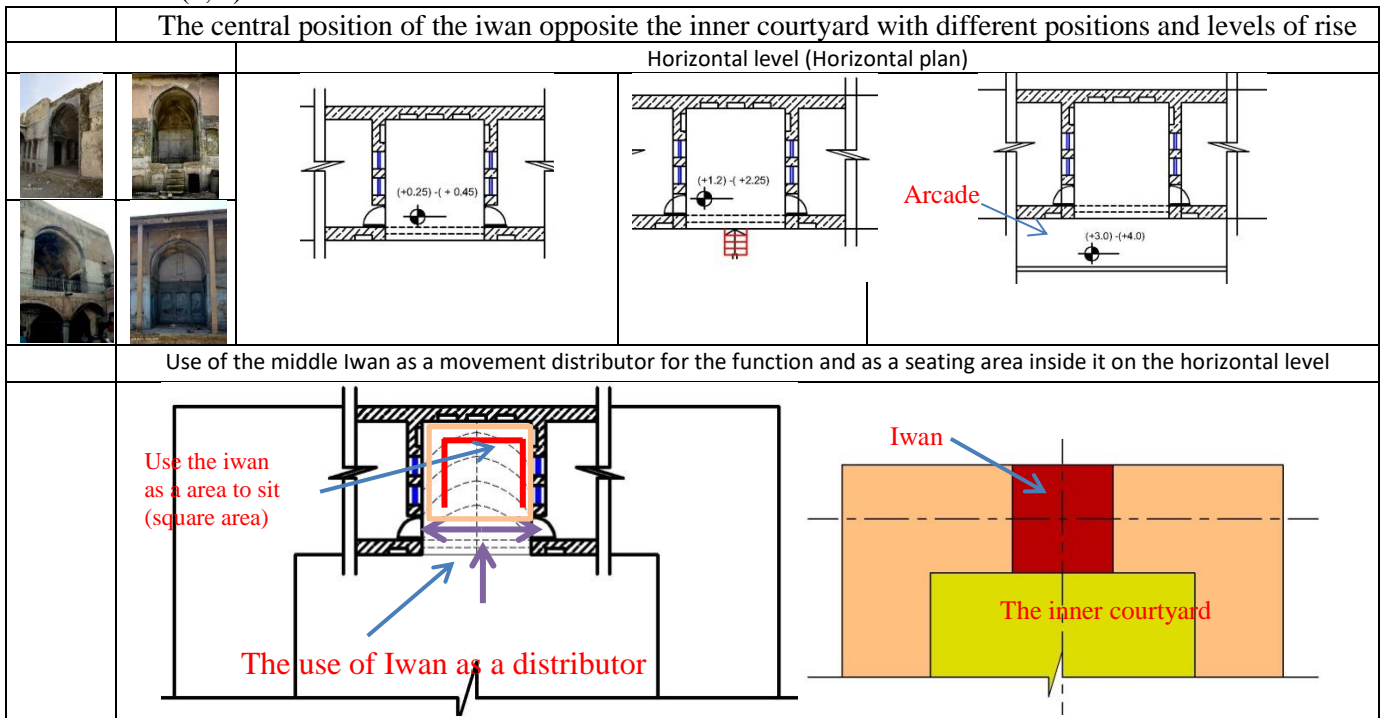 The central position of the iwan opposite the inner courtyard with different positions and levels of rise
Horizontal level (Horizontal plan)
(+0.25) -( + 0.45)
(+1.2) -( +2.25)
Arcade
(+3.0) -(+4.0)
Use of the middle Iwan as a movement distributor for the function and as a seating area inside it on the horizontal level
Use the iwan
as a area to sit
(square area)
The use of Iwan as a distributor
Iwan
The inner courtyard